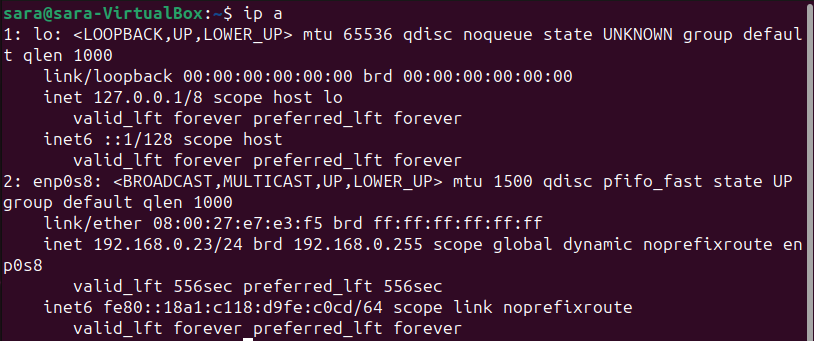 sara@sara-VirtualBox:~$ ip a
1: lo: <LOOPBACK,UP,LOWER_UP> mtu 65536 qdisc noqueue state UNKNOWN group defaul
t qlen 1000
    link/loopback 00:00:00:00:00:00 brd 00:00:00:00:00:00
    inet 127.0.0.1/8 scope host lo
       valid_lft forever preferred_lft forever
    inet6 ::1/128 scope host
       valid_lft forever preferred_lft forever
2: enp0s8: <BROADCAST,MULTICAST,UP,LOWER_UP> mtu 1500 qdisc pfifo_fast state UP
group default qlen 1000
    link/ether 08:00:27:e7:e3:f5 brd ff:ff:ff:ff:ff:ff
    inet 192.168.0.23/24 brd 192.168.0.255 scope global dynamic noprefixroute en
p0s8
       valid_lft 556sec preferred_lft 556sec
    inet6 fe80::18a1:c118:d9fe:c0cd/64 scope link noprefixroute
       valid_lft forever preferred_lft forever